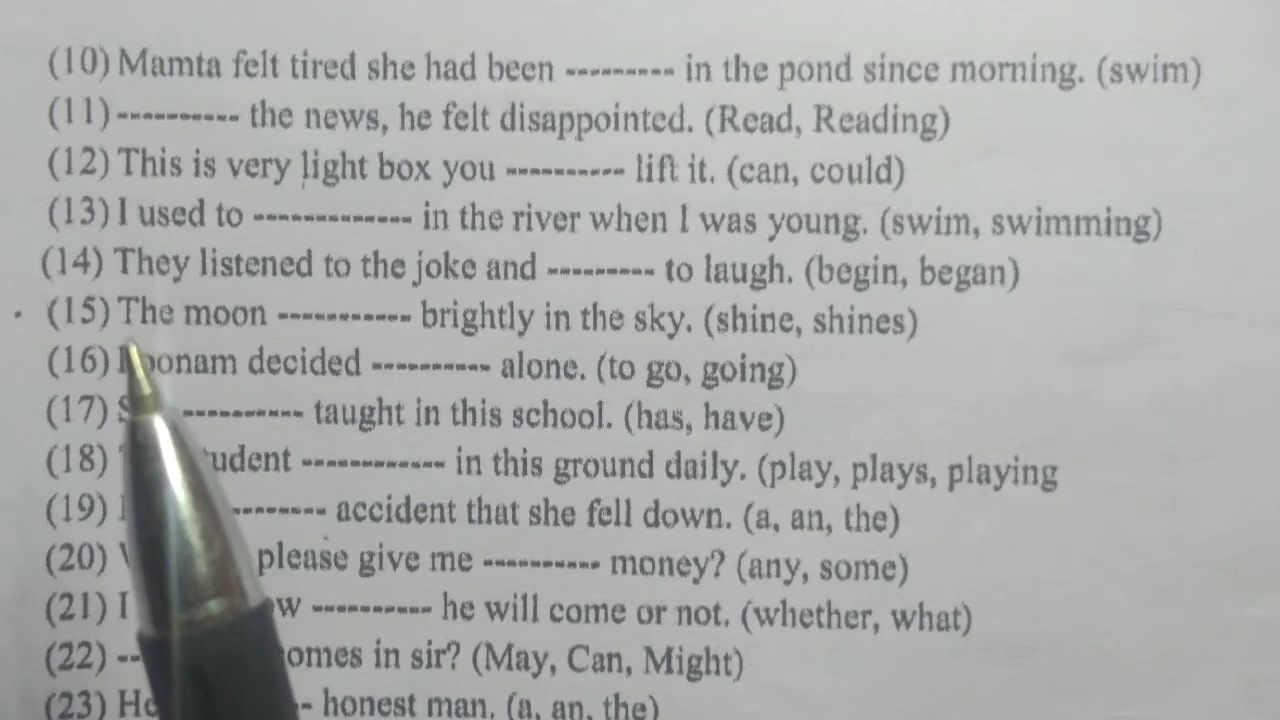 (10) Mamta felt tired she had been --------- in the pond since morning. (swim)
(11) ---------- the news, he felt disappointed. (Read, Reading)
(12) This is very light box you ---------- lift it. (can, could)
(13) I used to ------------- in the river when I was young. (swim, swimming)
(14) They listened to the joke and --------- to laugh. (begin, began)
(15) The moon ----------- brightly in the sky. (shine, shines)
(16) decided ---------- alone. (to go, going)
(17) ---------- taught in this school. (has, have)
(18) ------------ in this ground daily. (play, plays, playing
(19) -------- accident that she fell down. (a, an, the)
(20) please give me ---------- money? (any, some)
(21) I ---------- he will come or not. (whether, what)
(22) -- in sir? (May, Can, Might)
(23) He - honest man. (a, an, the)